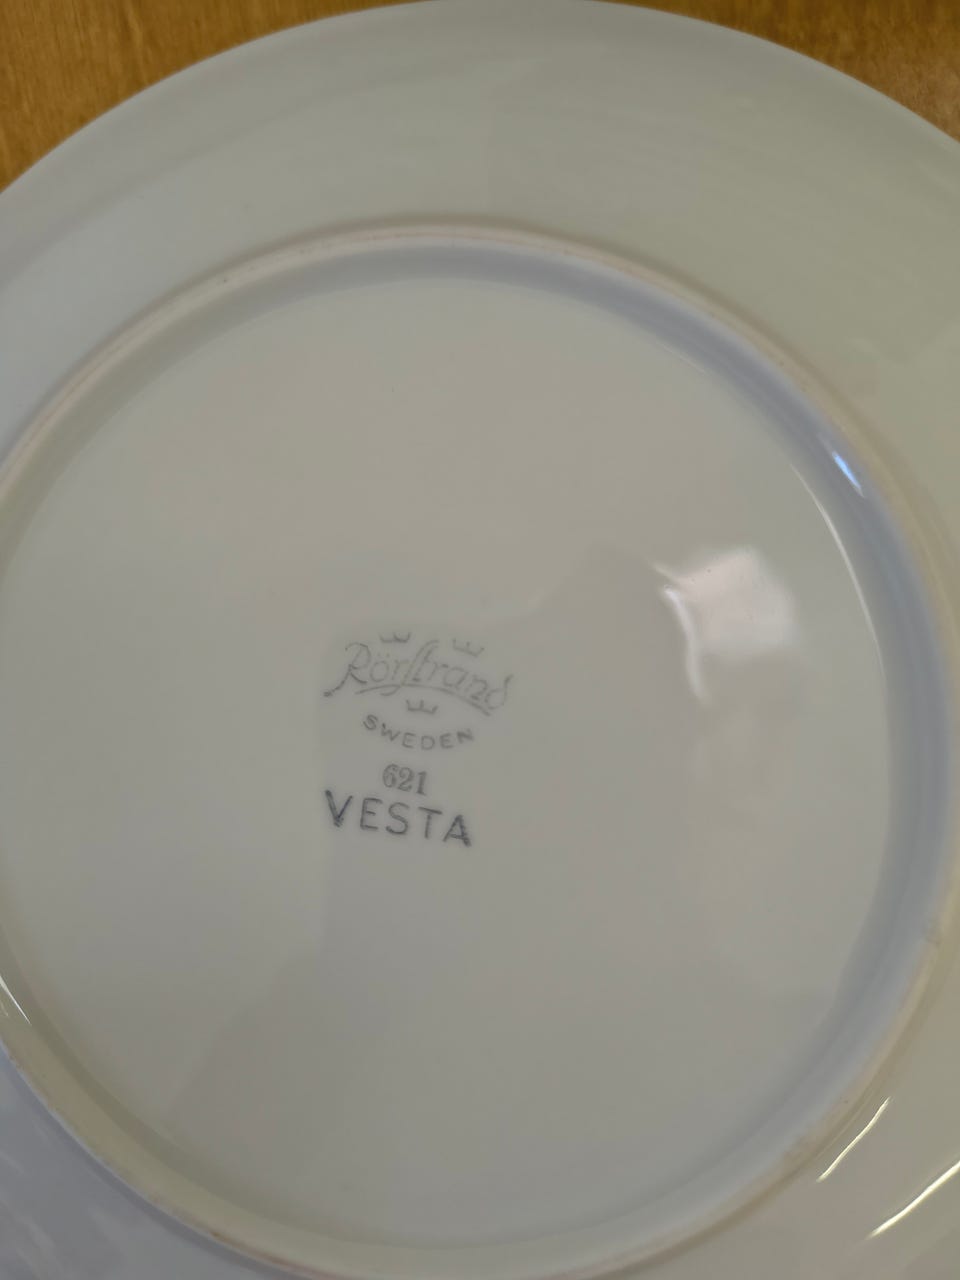 Rörstrand
SWEDEN
621
VESTA